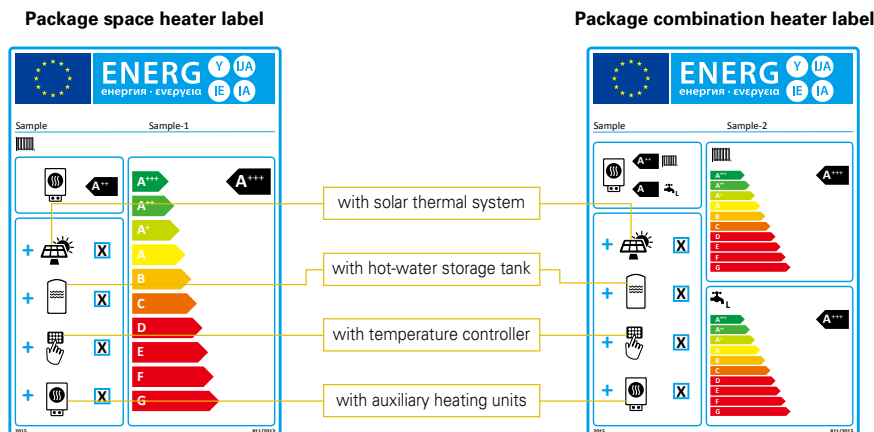 Package space heater label
Package combination heater label
ENERG Y IJA
енергия · ενεργεια IE IA
Sample Sample-1
A++
A+++
A+++
A++
A+
A
B
C
D
E
F
G
+ X
+ X
+ X
+ X
2015 811/2013
with solar thermal system
with hot-water storage tank
with temperature controller
with auxiliary heating units
ENERG Y IJA
енергия · ενεργεια IE IA
Sample Sample-2
A++
A L
+ X
+ X
+ X
+ X
A+++
A+++
A++
A+
A
B
C
D
E
F
G
L
A+++
A+++
A++
A+
A
B
C
D
E
F
G
2015 811/2013